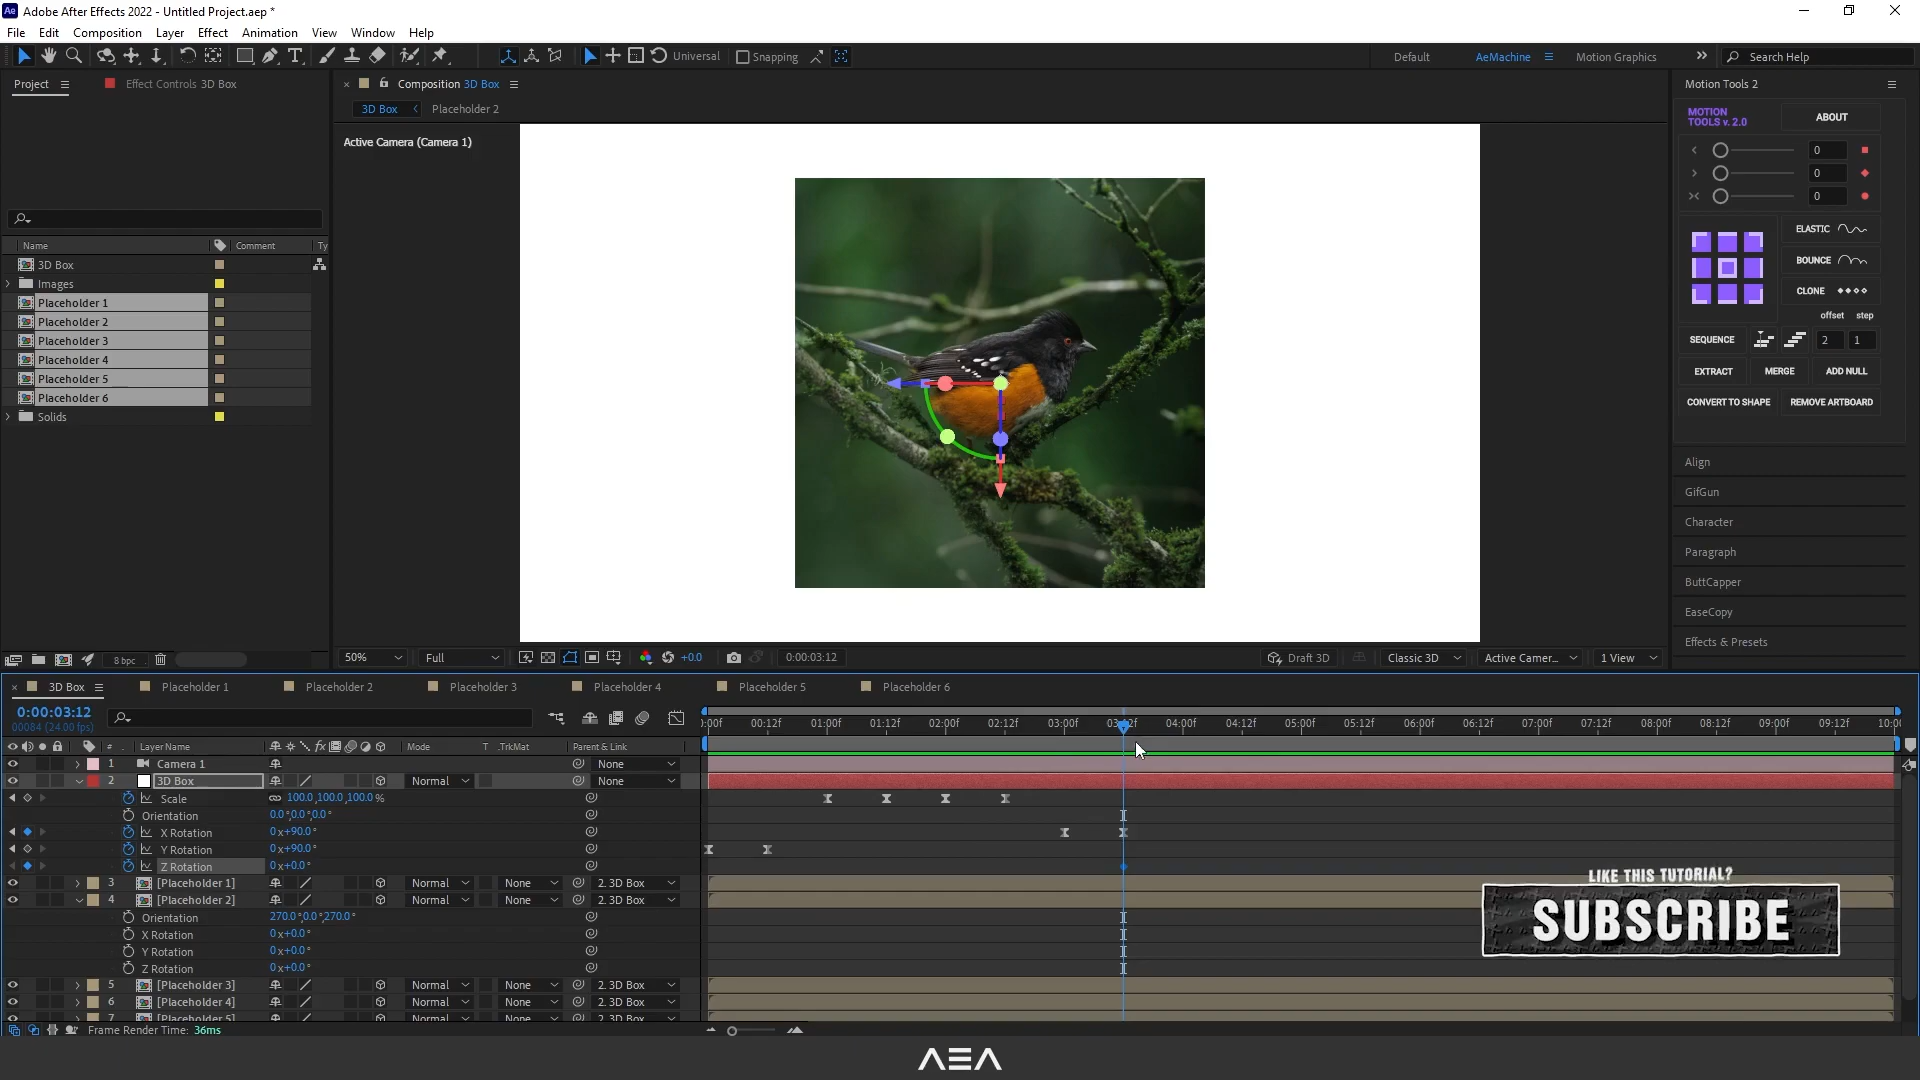 Ae Adobe After Effects 2022 - Untitled Project.aep *
File Edit Composition Layer Effect Animation View Window Help
Universal Snapping Default AeMachine Motion Graphics Search Help
Project Effect Controls 3D Box
Name Comment Ty
3D Box
Images
Placeholder 1
Placeholder 2
Placeholder 3
Placeholder 4
Placeholder 5
Placeholder 6
Solids
8 bpc
Composition 3D Box
3D Box Placeholder 2
Active Camera (Camera 1)
50% Full +0.0 0:00:03:12 Draft 3D Classic 3D Active Camer... 1 View
Motion Tools 2
MOTION
TOOLS v. 2.0
ABOUT
0
0
0
ELASTIC
BOUNCE
CLONE
offset step
SEQUENCE 2 1
EXTRACT MERGE ADD NULL
CONVERT TO SHAPE REMOVE ARTBOARD
Align
GifGun
Character
Paragraph
ButtCapper
EaseCopy
Effects & Presets
3D Box Placeholder 1 Placeholder 2 Placeholder 3 Placeholder 4 Placeholder 5 Placeholder 6
0:00:03:12
00084 (24.00 fps)
:00f 00:12f 01:00f 01:12f 02:00f 02:12f 03:00f 03:12f 04:00f 04:12f 05:00f 05:12f 06:00f 06:12f 07:00f 07:12f 08:00f 08:12f 09:00f 09:12f 10:0
# Layer Name fx Mode T .TrkMat Parent & Link
1 Camera 1 None
2 3D Box Normal None
Scale 100.0,100.0,100.0%
Orientation 0.0°,0.0°,0.0°
X Rotation 0x+90.0°
Y Rotation 0x+90.0°
Z Rotation 0x+0.0°
3 [Placeholder 1] Normal None 2. 3D Box
4 [Placeholder 2] Normal None 2. 3D Box
Orientation 270.0°,0.0°,270.0°
X Rotation 0x+0.0°
Y Rotation 0x+0.0°
Z Rotation 0x+0.0°
5 [Placeholder 3] Normal None 2. 3D Box
6 [Placeholder 4] Normal None 2. 3D Box
7 [Placeholder 5] Normal None 2. 3D Box
Frame Render Time: 36ms
LIKE THIS TUTORIAL?
SUBSCRIBE